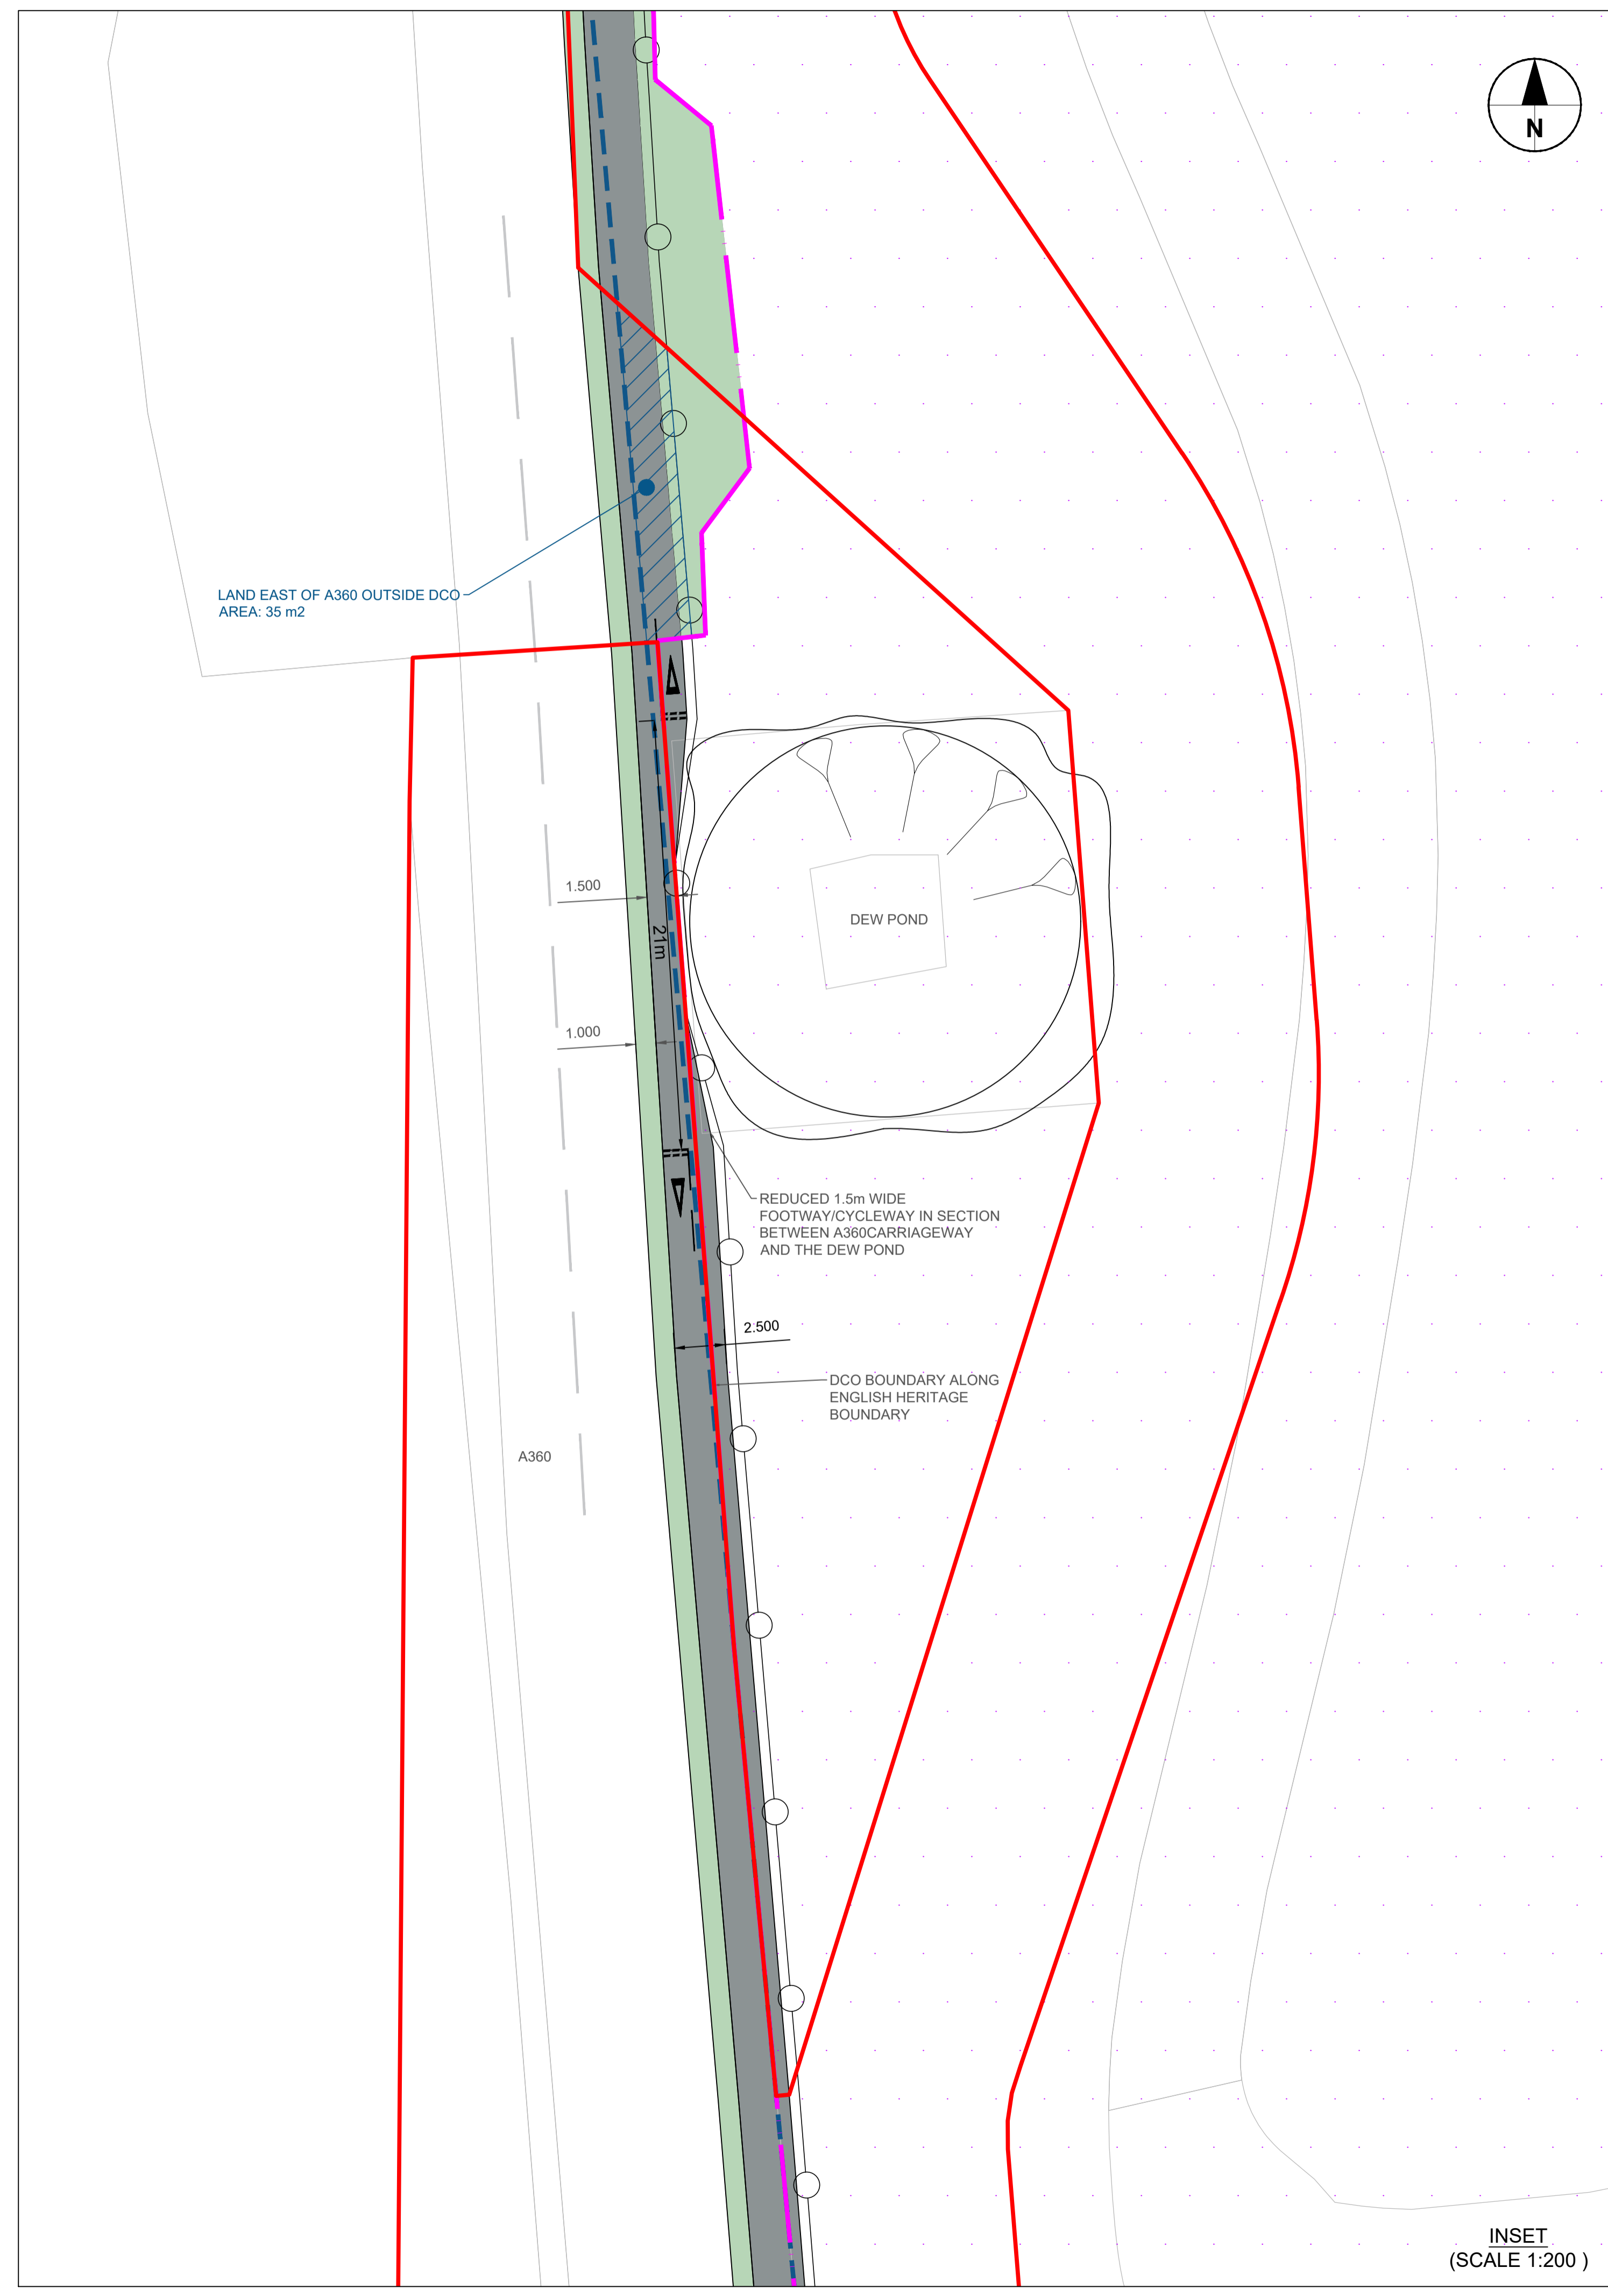 N
LAND EAST OF A360 OUTSIDE DCO
AREA: 35 m2
1.500
21m
DEW POND
1.000
REDUCED 1.5m WIDE
FOOTWAY/CYCLEWAY IN SECTION
BETWEEN A360CARRIAGEWAY
AND THE DEW POND
2:500
DCO BOUNDARY ALONG
ENGLISH HERITAGE
BOUNDARY
A360
INSET
(SCALE 1:200 )